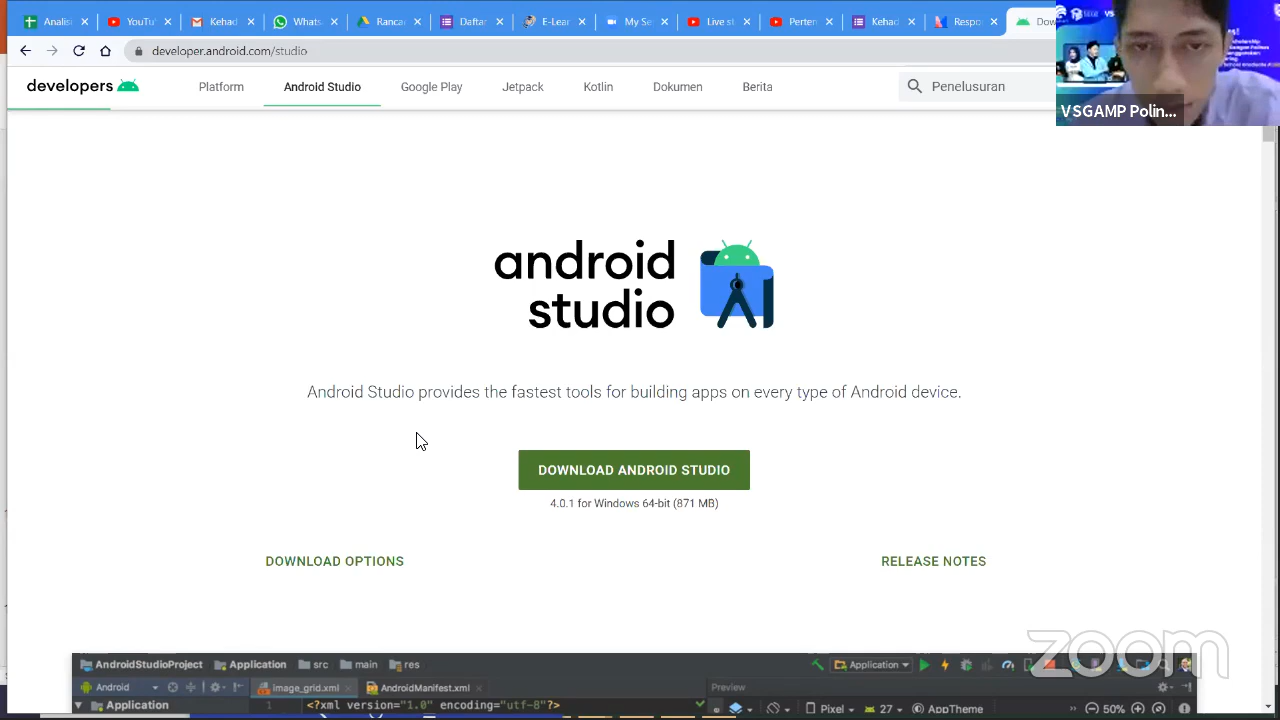 Analis YouTu Kehad Whats Rancan Daftar E-Lear My Se Live st Perten Kehad Respo Dow
developer.android.com/studio
developers Platform Android Studio Google Play Jetpack Kotlin Dokumen Berita Penelusuran
VSGAMP Polin...
android
studio
Android Studio provides the fastest tools for building apps on every type of Android device.
DOWNLOAD ANDROID STUDIO
4.0.1 for Windows 64-bit (871 MB)
DOWNLOAD OPTIONS RELEASE NOTES
zoom
AndroidStudioProject Application src main res Application
Android image_grid.xml AndroidManifest.xml Preview
Application 1 <?xml version="1.0" encoding="utf-8"?> Pixel 27 AppTheme 50%